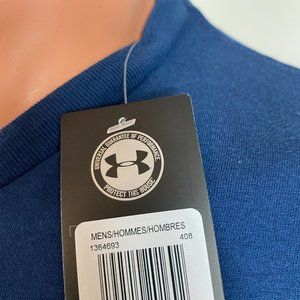 UNIVERSAL GUARANTEE OF PERFORMANCE
PROTECT THIS HOUSE
MENS/HOMMES/HOMBRES
1364693 408